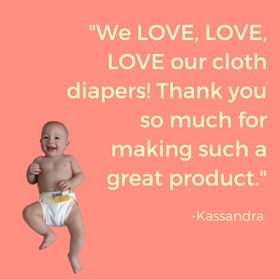 "We LOVE, LOVE,
LOVE our cloth
diapers! Thank you
so much for
making such a
great product."
-Kassandra